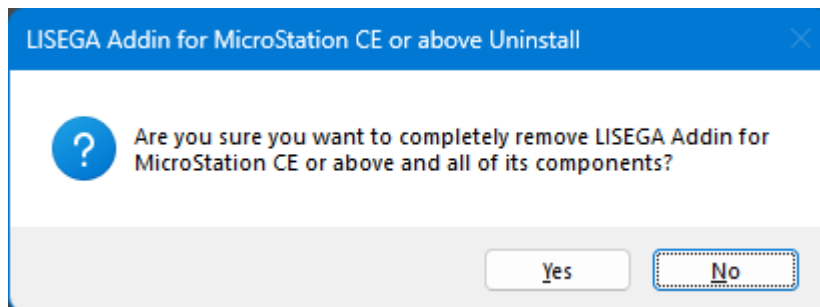 LISEGA Addin for MicroStation CE or above Uninstall
?
Are you sure you want to completely remove LISEGA Addin for
MicroStation CE or above and all of its components?
Yes
No